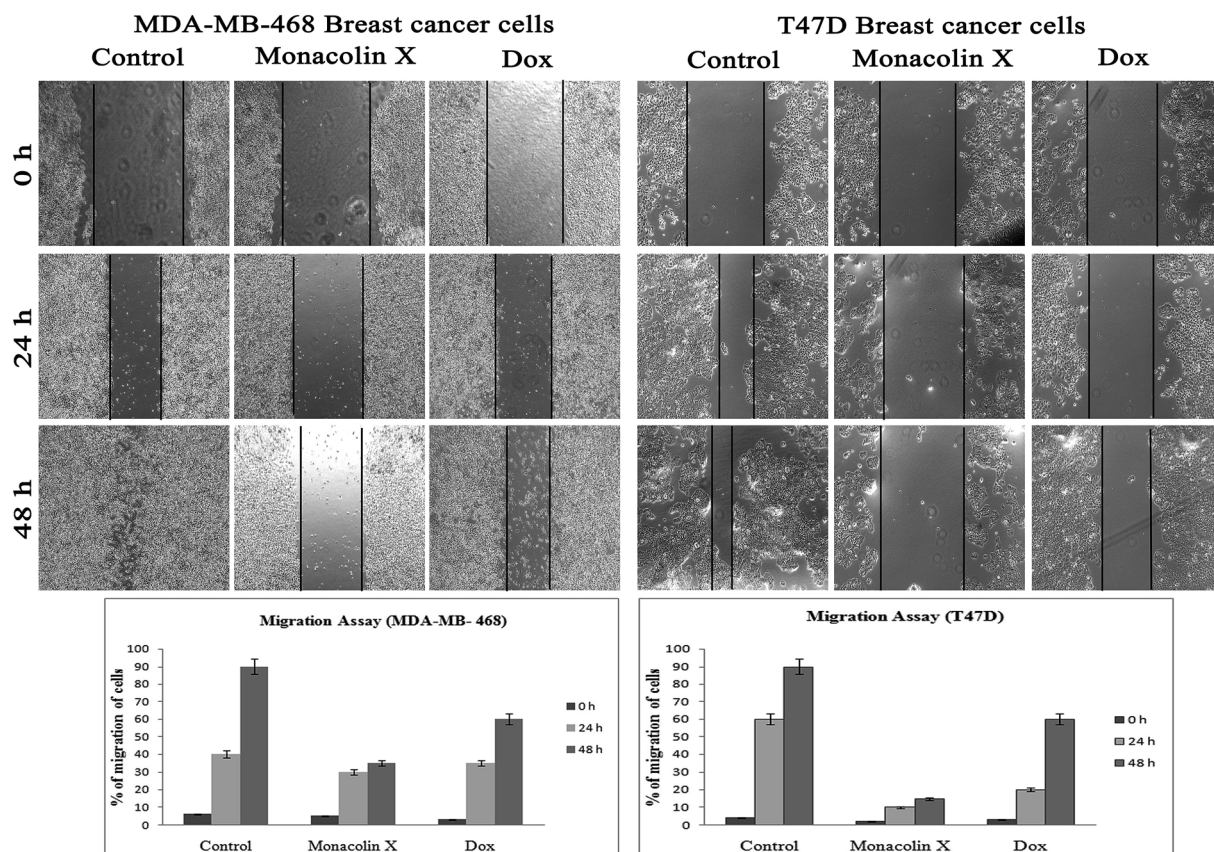 MDA-MB-468 Breast cancer cells
Control Monacolin X Dox
T47D Breast cancer cells
Control Monacolin X Dox
0 h
24 h
48 h
Migration Assay (MDA-MB- 468)
% of migration of cells
100
90
80
70
60
50
40
30
20
10
0
Control Monacolin X Dox
0 h
24 h
48 h
Migration Assay (T47D)
% of migration of cells
100
90
80
70
60
50
40
30
20
10
0
Control Monacolin X Dox
0 h
24 h
48 h